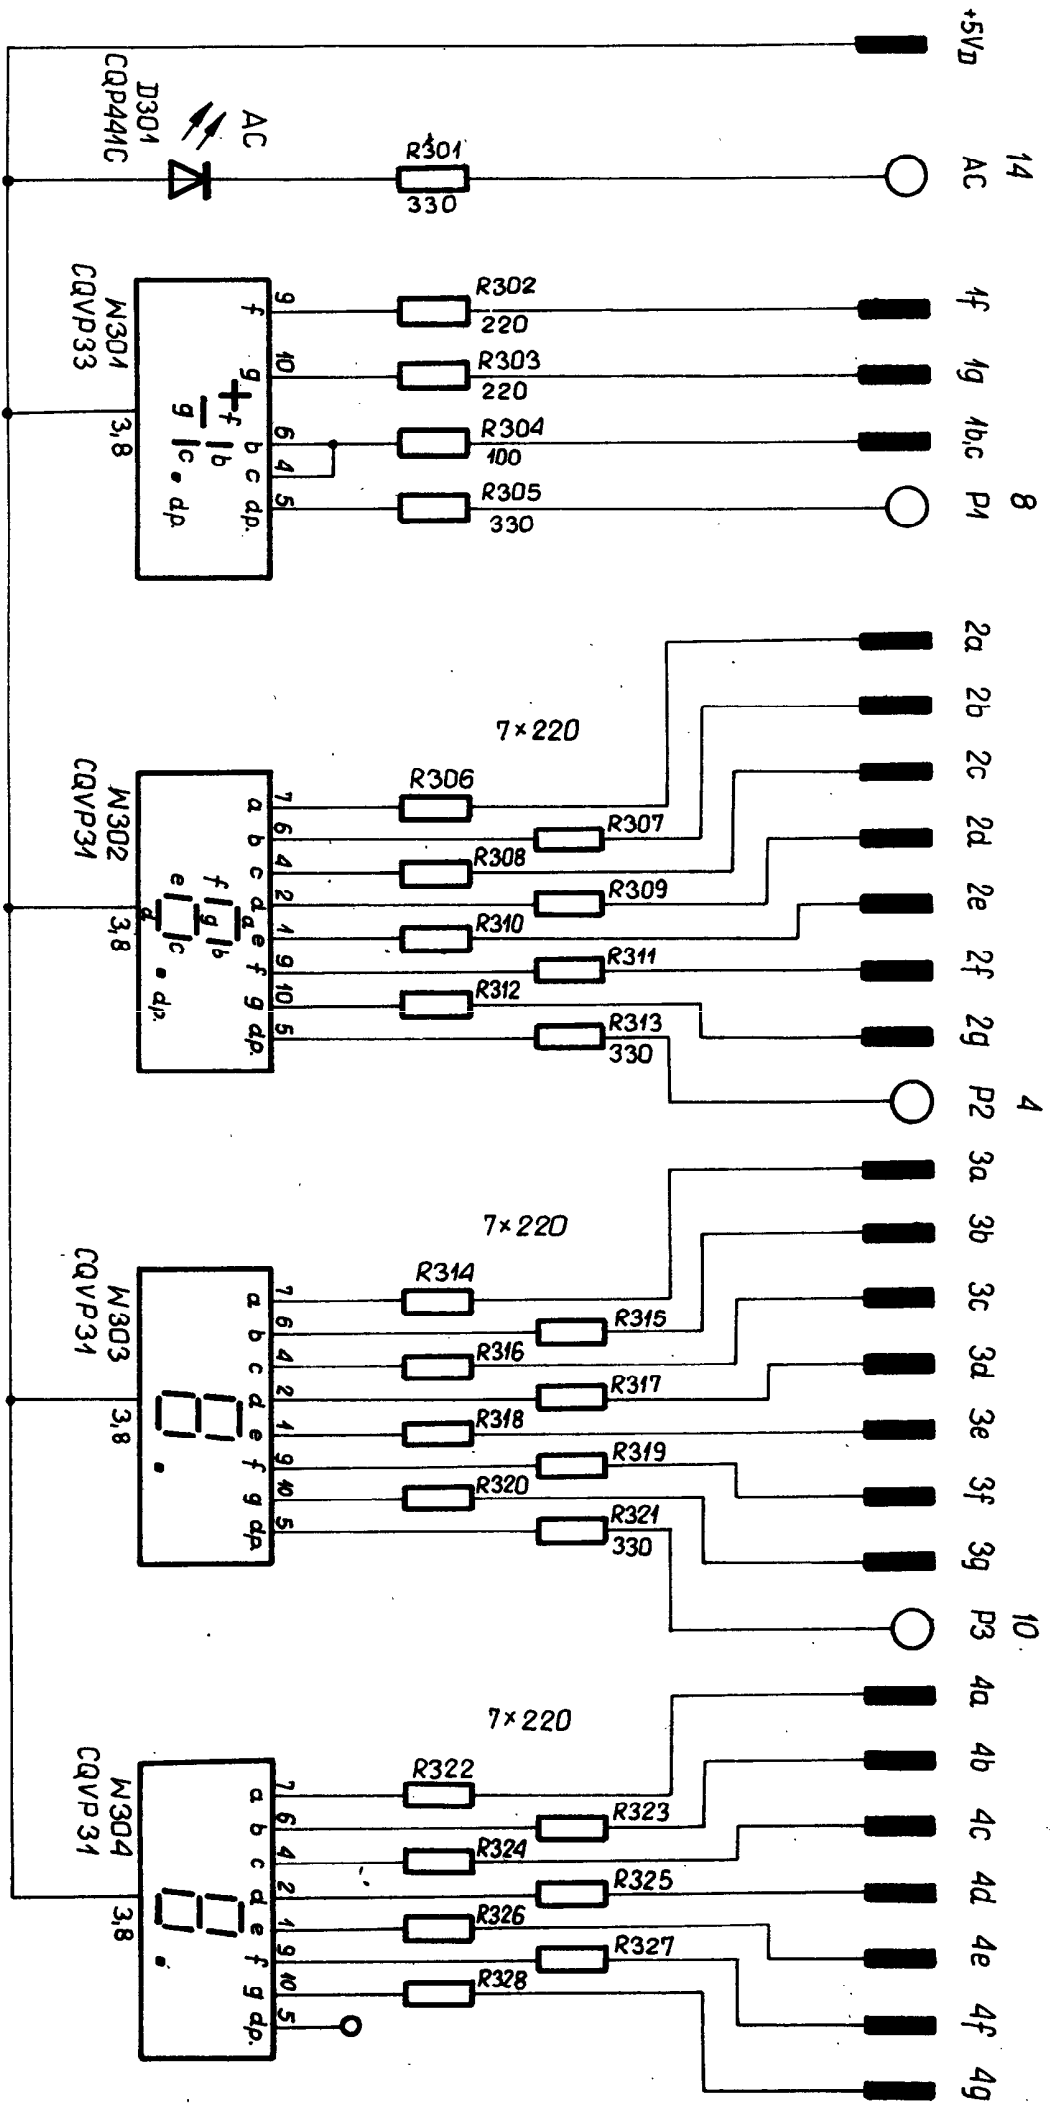 +5VD
14
AC
AC
D301
CQP441C
R301
330
1f
1g
1b,c
8
P1
R302
220
R303
220
R304
100
R305
330
W301
CQVP33
3,8
9
10
6
4
5
f
g
b
c
dp.
f
g
b
c
dp.
2a
2b
2c
2d
2e
2f
2g
4
P2
7×220
R306
R307
R308
R309
R310
R311
R312
R313
330
W302
CQVP31
3,8
7
6
4
2
1
9
10
5
a
b
c
d
e
f
g
dp.
a
f
b
g
e
c
d
dp.
3a
3b
3c
3d
3e
3f
3g
10
P3
7×220
R314
R315
R316
R317
R318
R319
R320
R321
330
W303
CQVP31
3,8
7
6
4
2
1
9
10
5
a
b
c
d
e
f
g
dp
4a
4b
4c
4d
4e
4f
4g
7×220
R322
R323
R324
R325
R326
R327
R328
W304
CQVP31
3,8
7
6
4
2
1
9
10
5
a
b
c
d
e
f
g
dp.